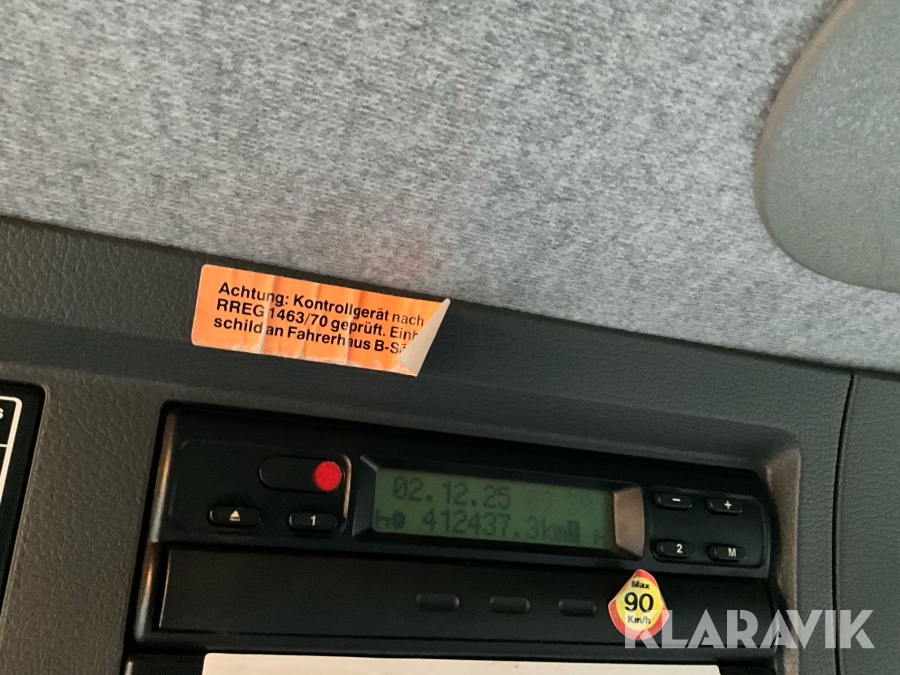 Achtung: Kontrollgerät nach
RREG 1463/70 geprüft.
schild an Fahrerhaus
s
02.12.25
412437.3km
1
2
M
- +
Max
90
Km/h
KLARAVIK